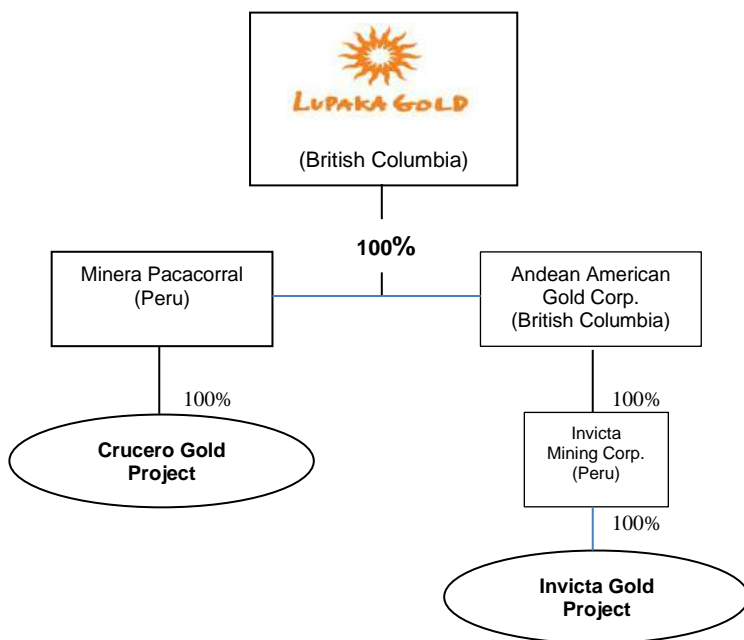 LUPAKA GOLD
(British Columbia)
100%
Minera Pacacorral
(Peru)
Andean American
Gold Corp.
(British Columbia)
100%
Crucero Gold
Project
100%
Invicta
Mining Corp.
(Peru)
100%
Invicta Gold
Project